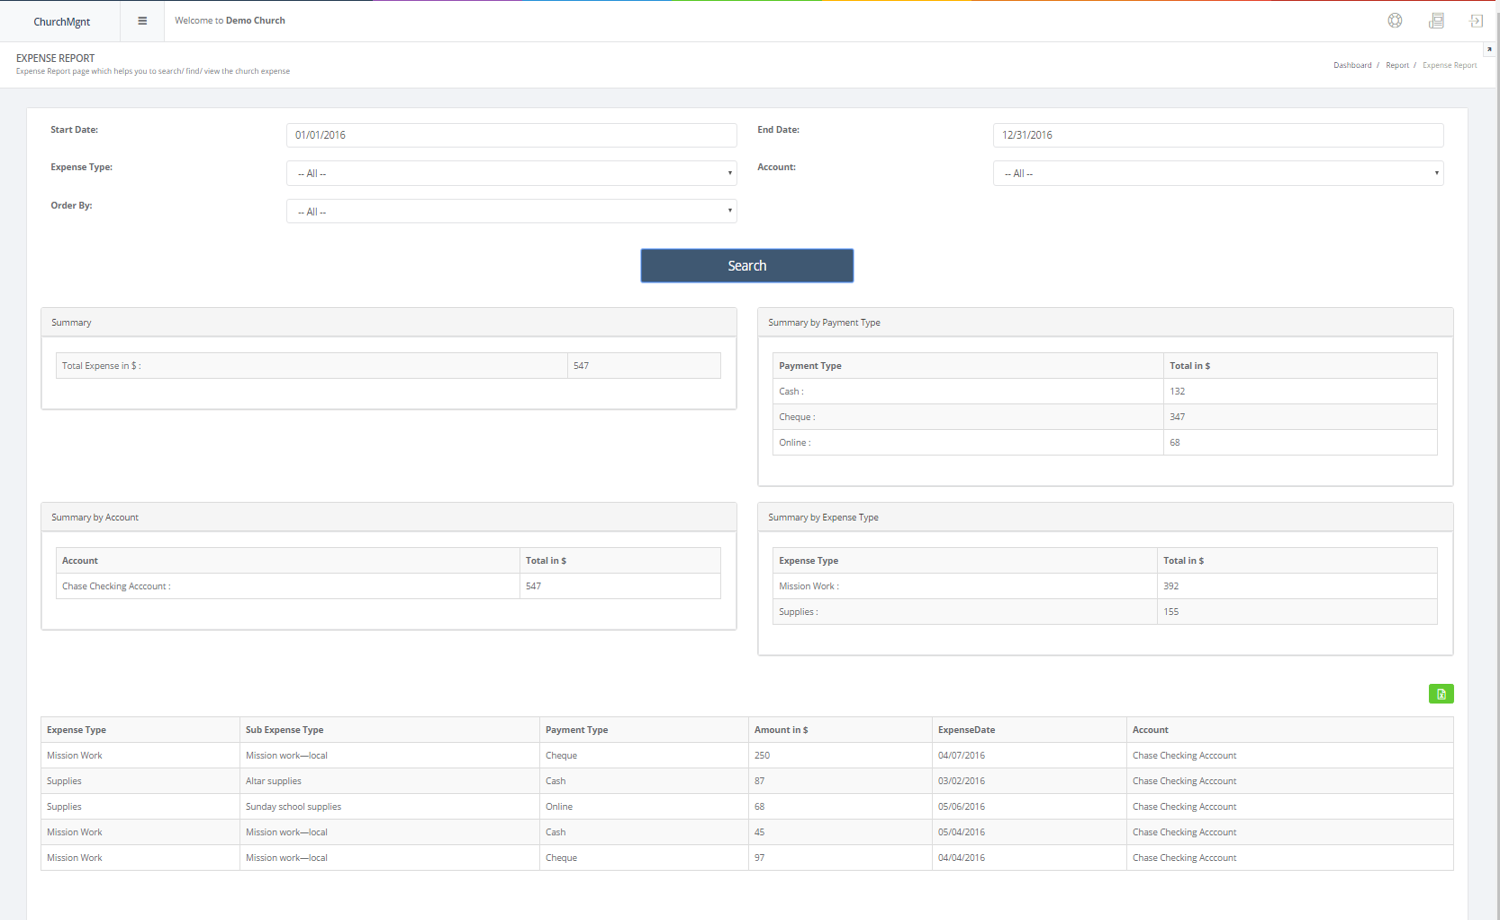 ChurchMgnt
Welcome to Demo Church
EXPENSE REPORT
Expense Report page which helps you to search/ find/ view the church expense
Dashboard / Report / Expense Report
Start Date: 01/01/2016 End Date: 12/31/2016
Expense Type: -- All -- Account: -- All --
Order By: -- All --
Search
Summary
Total Expense in $ : 547
Summary by Payment Type
Payment Type Total in $
Cash : 132
Cheque : 347
Online : 68
Summary by Account
Account Total in $
Chase Checking Acccount : 547
Summary by Expense Type
Expense Type Total in $
Mission Work : 392
Supplies : 155
Expense Type Sub Expense Type Payment Type Amount in $ ExpenseDate Account
Mission Work Mission work—local Cheque 250 04/07/2016 Chase Checking Acccount
Supplies Altar supplies Cash 87 03/02/2016 Chase Checking Acccount
Supplies Sunday school supplies Online 68 05/06/2016 Chase Checking Acccount
Mission Work Mission work—local Cash 45 05/04/2016 Chase Checking Acccount
Mission Work Mission work—local Cheque 97 04/04/2016 Chase Checking Acccount